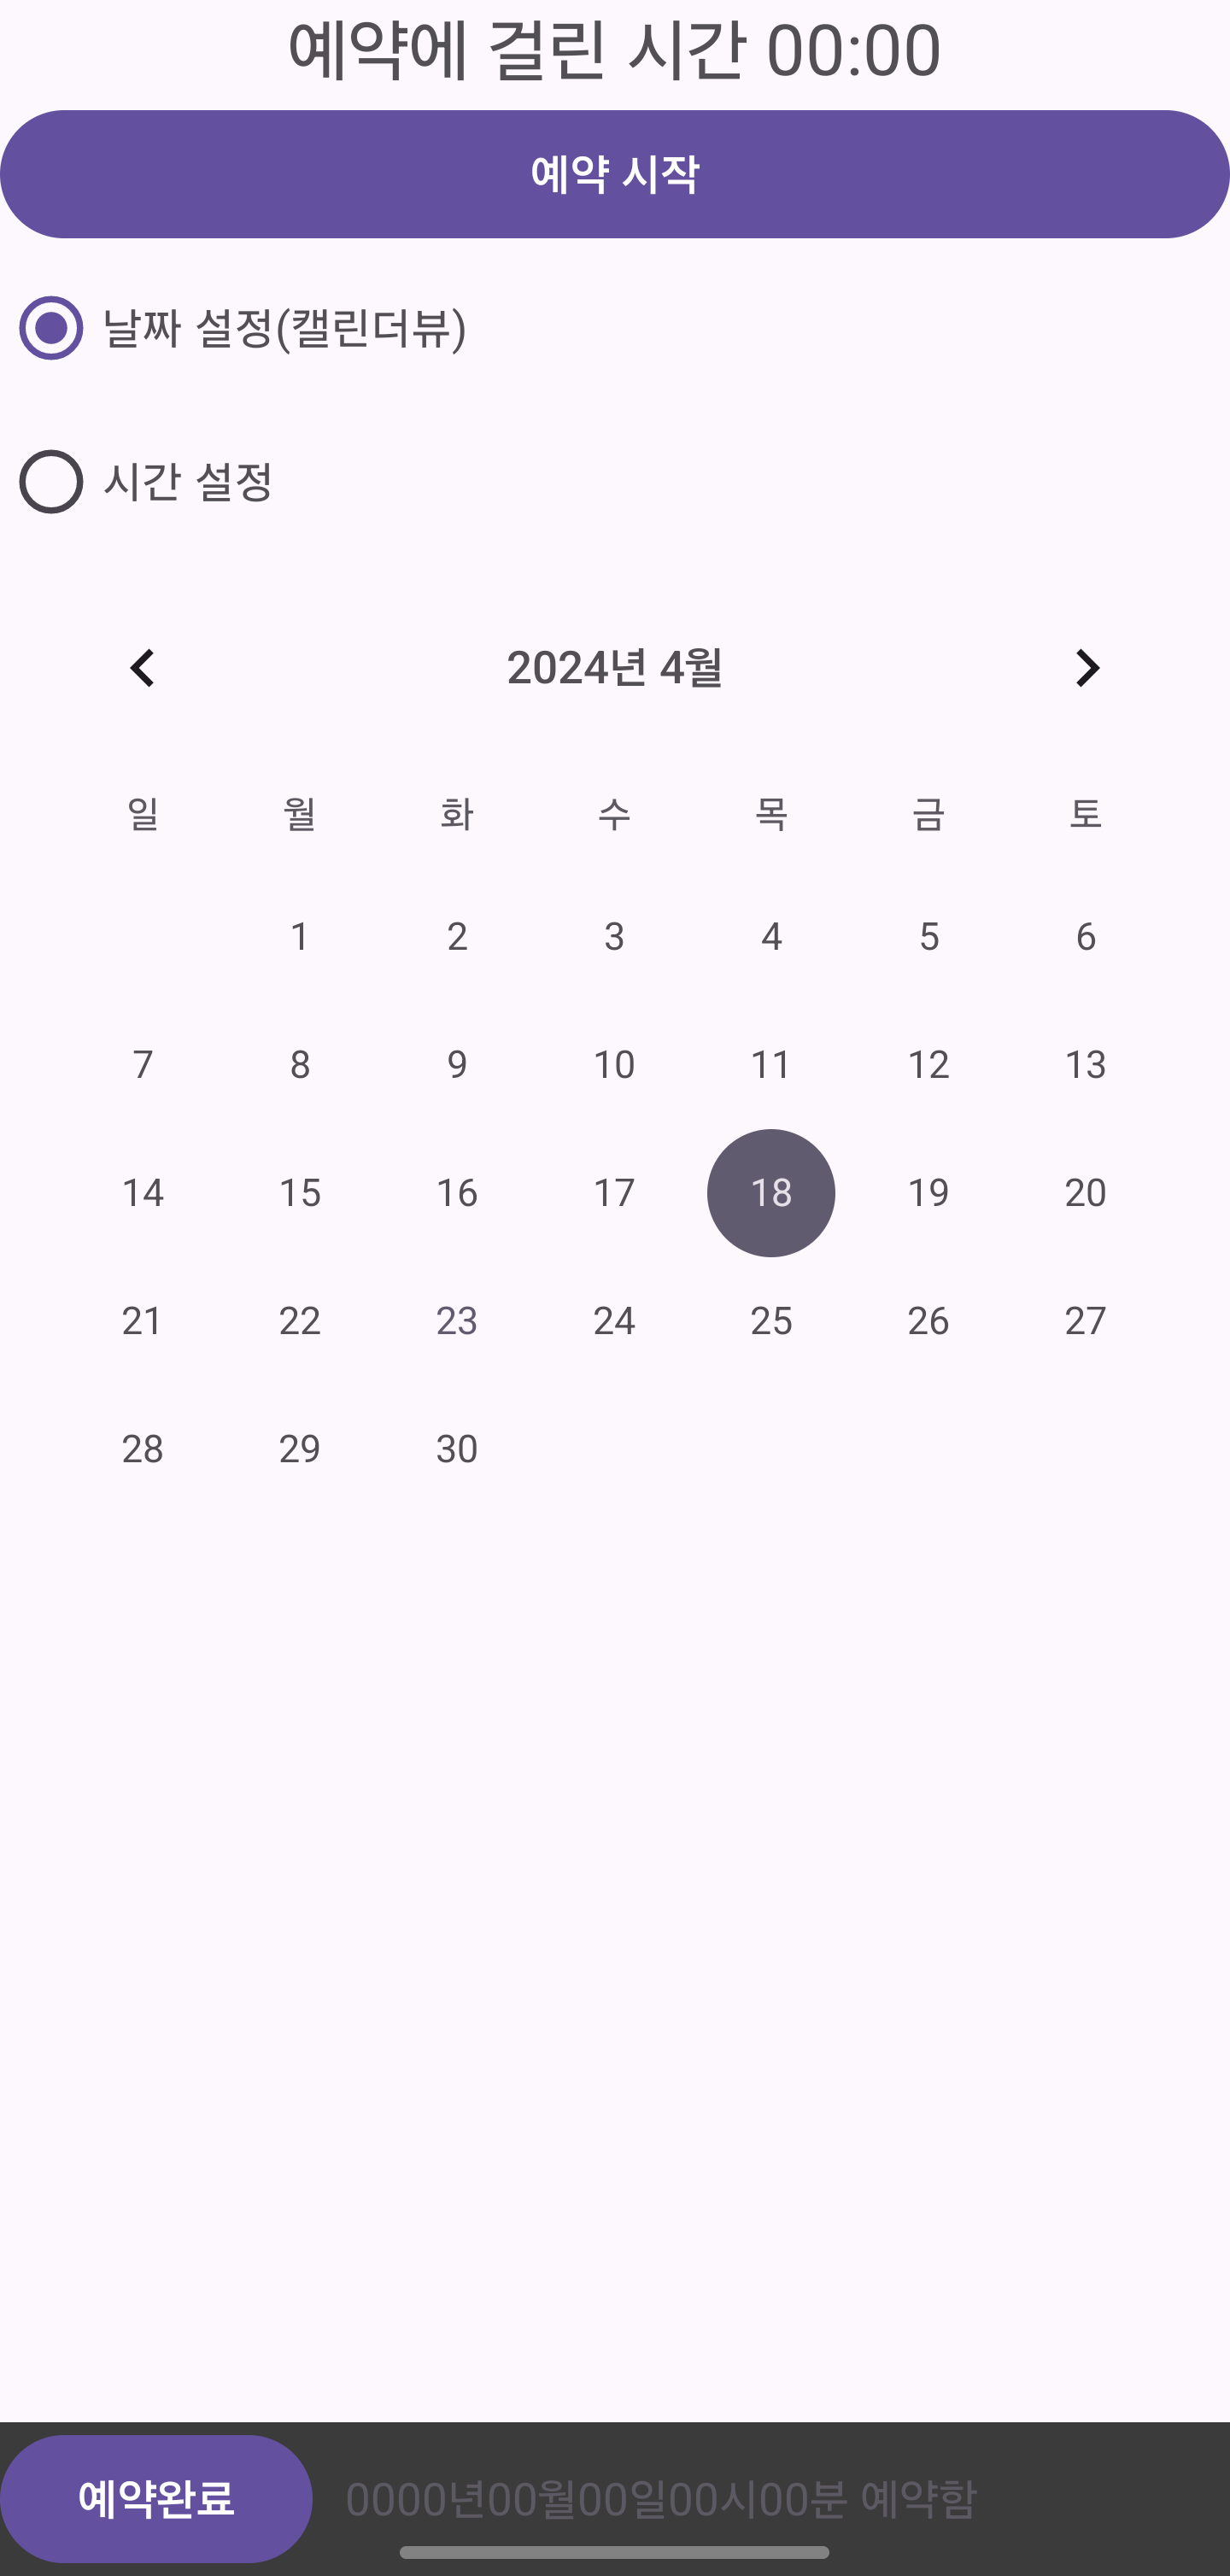 예약에 걸린 시간 00:00
예약 시작
날짜 설정(캘린더뷰)
시간 설정
2024년 4월
일 월 화 수 목 금 토
1 2 3 4 5 6
7 8 9 10 11 12 13
14 15 16 17 18 19 20
21 22 23 24 25 26 27
28 29 30
예약완료 0000년00월00일00시00분 예약함